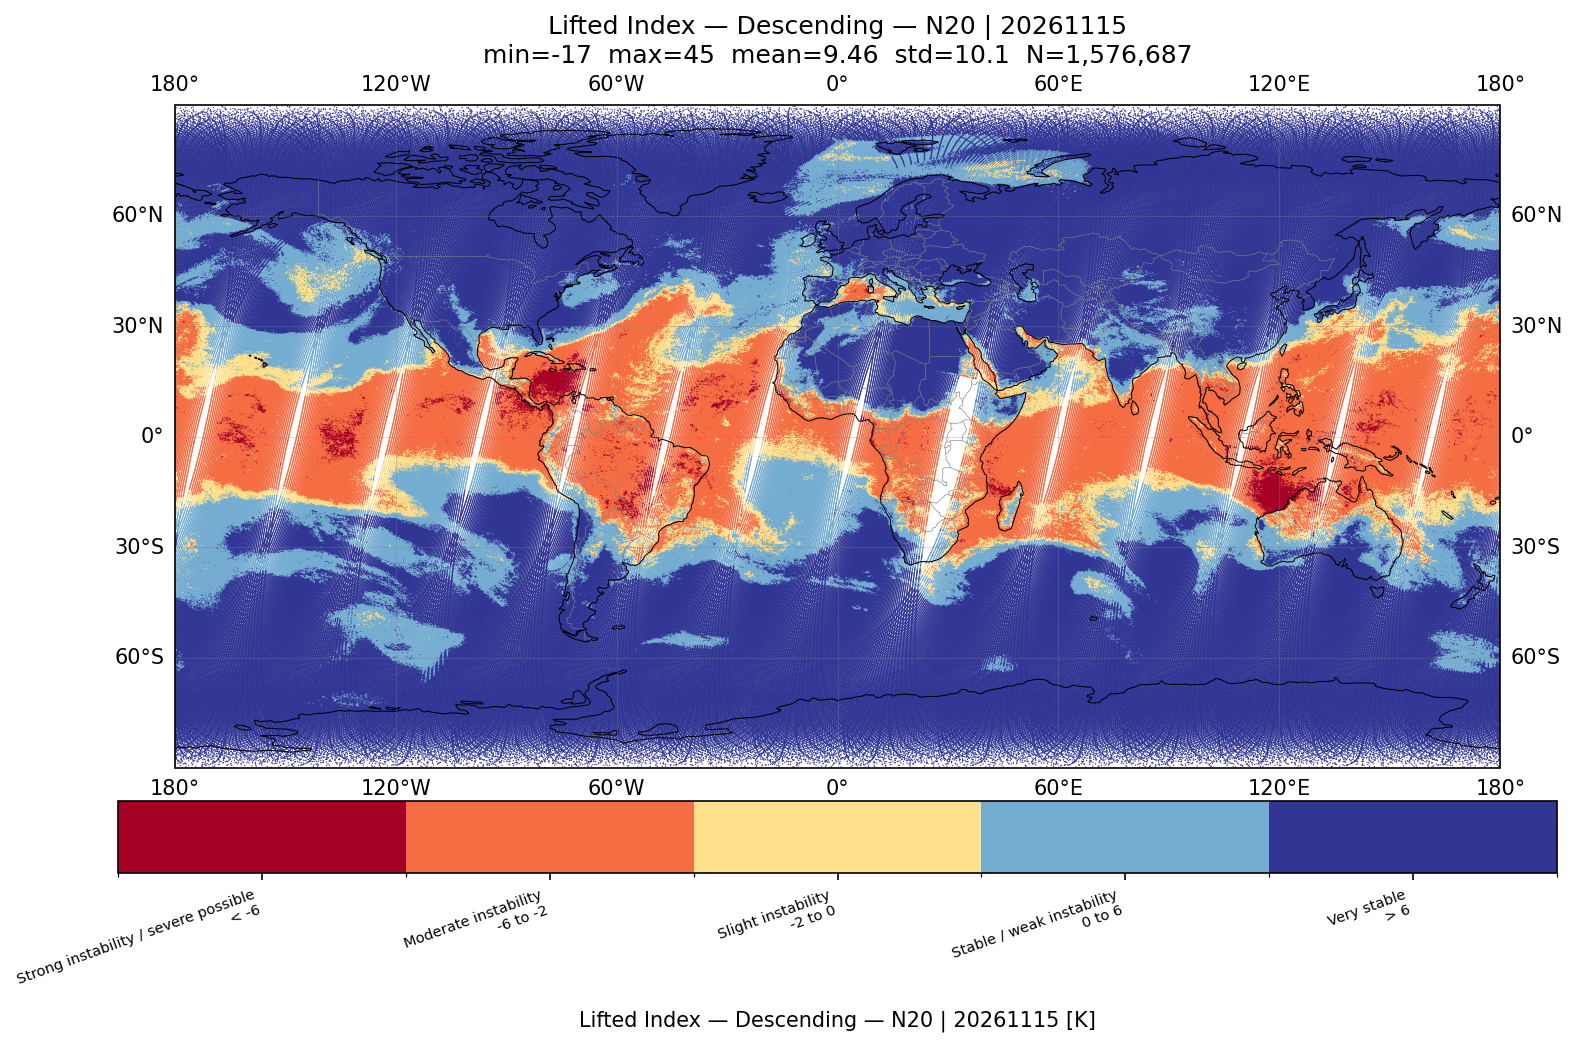 Lifted Index — Descending — N20 | 20261115
min=-17  max=45  mean=9.46  std=10.1  N=1,576,687
180° 120°W 60°W 0° 60°E 120°E 180°
60°N 60°N
30°N 30°N
0° 0°
30°S 30°S
60°S 60°S
180° 120°W 60°W 0° 60°E 120°E 180°
Strong instability / severe possible
< -6
Moderate instability
-6 to -2
Slight instability
-2 to 0
Stable / weak instability
0 to 6
Very stable
> 6
Lifted Index — Descending — N20 | 20261115 [K]